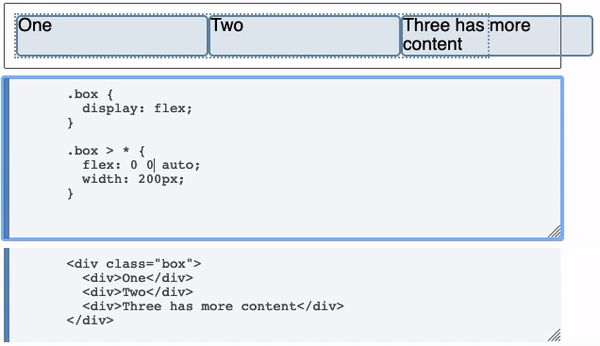 One Two Three has more
content
.box {
  display: flex;
}
.box > * {
  flex: 0 0 auto;
  width: 200px;
}
<div class="box">
  <div>One</div>
  <div>Two</div>
  <div>Three has more content</div>
</div>